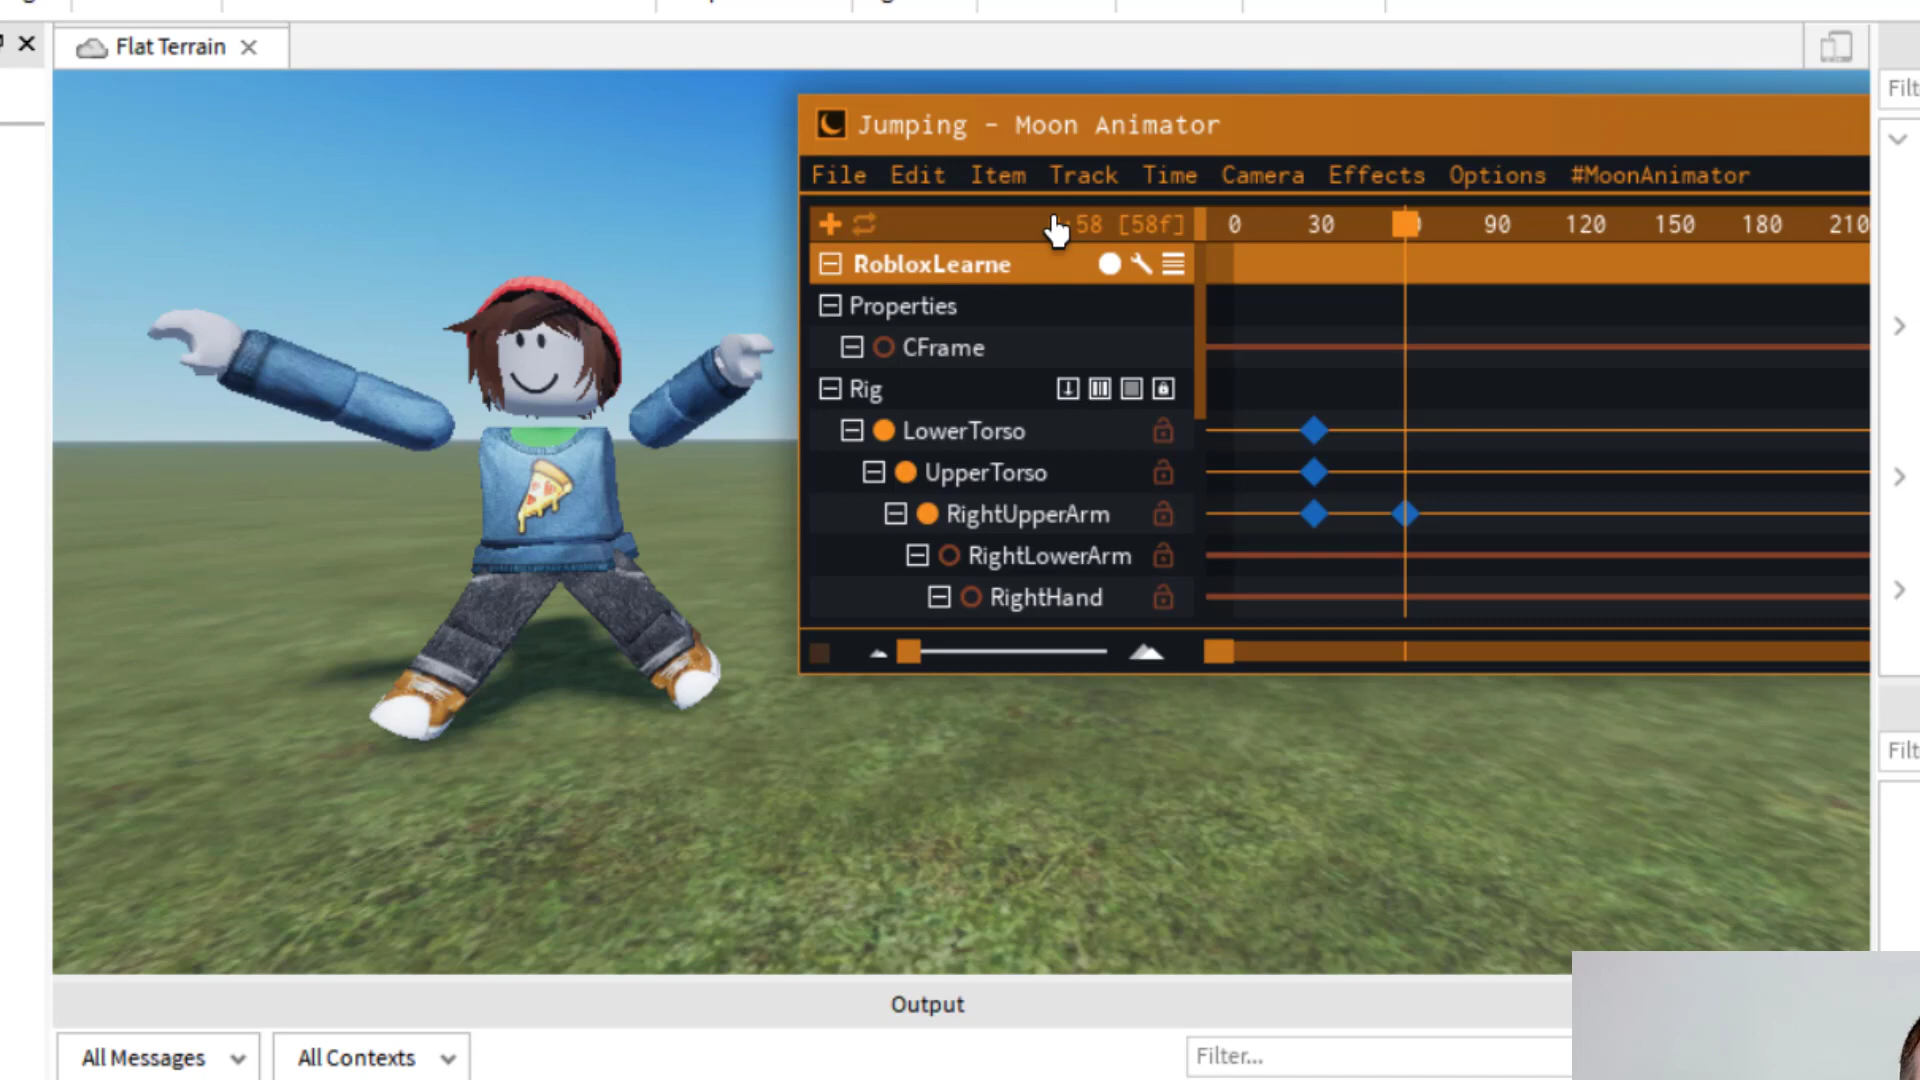 Flat Terrain
Filt
Jumping - Moon Animator
File Edit Item Track Time Camera Effects Options #MoonAnimator
:58 [58f] 0 30 90 120 150 180 210
RobloxLearne
Properties
CFrame
Rig
LowerTorso
UpperTorso
RightUpperArm
RightLowerArm
RightHand
Filt
Output
All Messages
All Contexts
Filter...